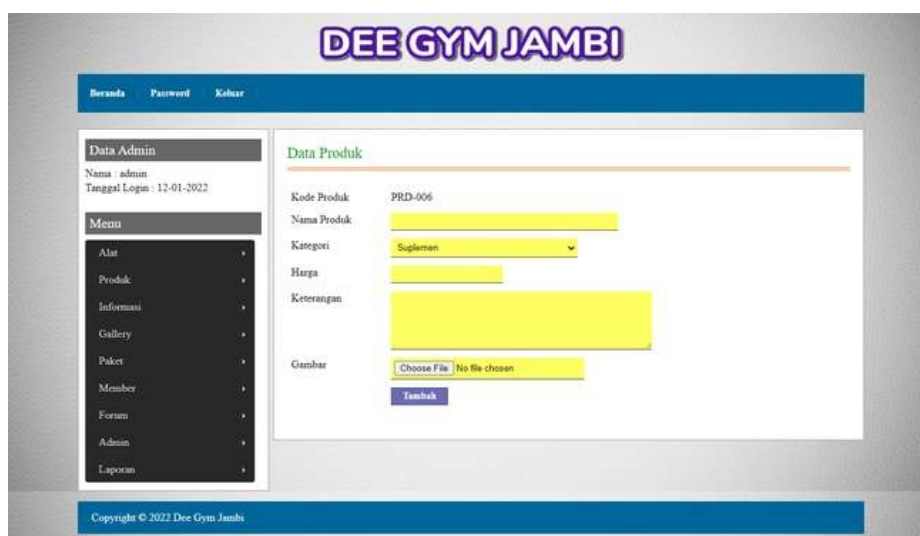 DEE GYM JAMBI
Beranda Password Keluar
Data Admin
Nama : admin
Tanggal Login : 12-01-2022
Menu
Alat
Produk
Informasi
Gallery
Paket
Member
Forum
Admin
Laporan
Data Produk
Kode Produk PRD-006
Nama Produk
Kategori Suplemen
Harga
Keterangan
Gambar Choose File No file chosen
Tambah
Copyright © 2022 Dee Gym Jambi